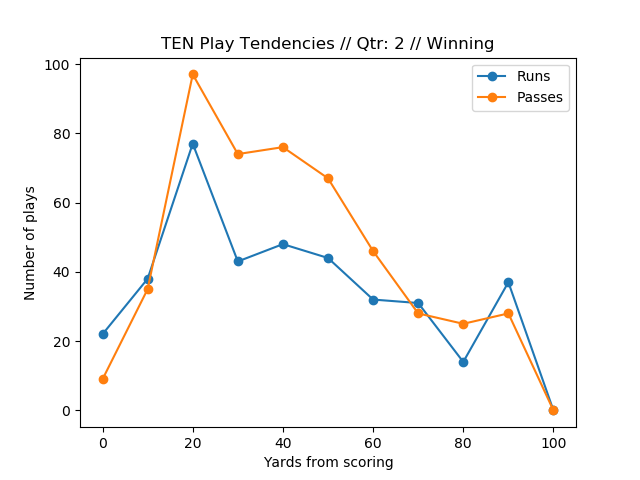 TEN Play Tendencies // Qtr: 2 // Winning
Runs
Passes
100
80
60
40
20
0
Number of plays
0 20 40 60 80 100
Yards from scoring